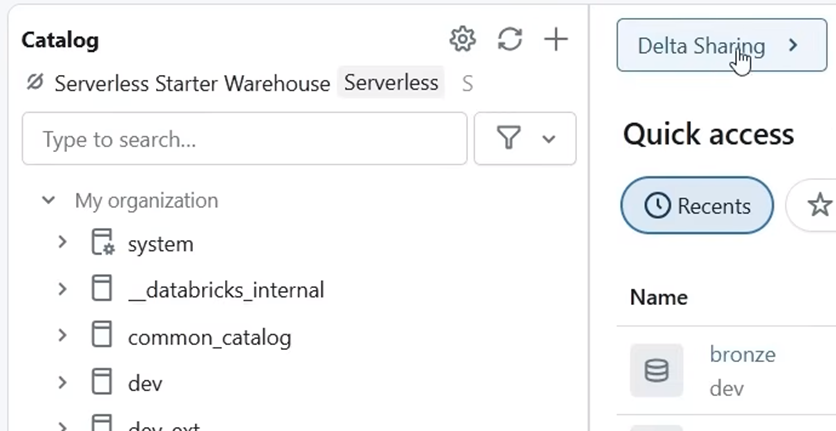 Catalog
Serverless Starter Warehouse Serverless S
Type to search...
My organization
system
__databricks_internal
common_catalog
dev
dev_ext
Delta Sharing
Quick access
Recents
Name
bronze
dev